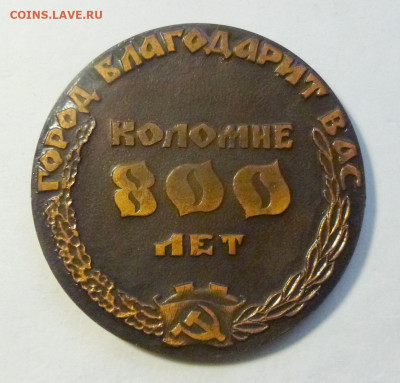 COINS.LAVE.RU
ГОРОД БЛАГОДАРИТ ВАС
КОЛОМНЕ
800
ЛЕТ